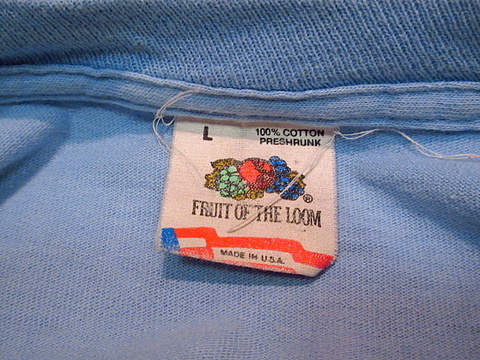 L
100% COTTON
PRESHRUNK
®
FRUIT OF THE LOOM
MADE IN U.S.A.